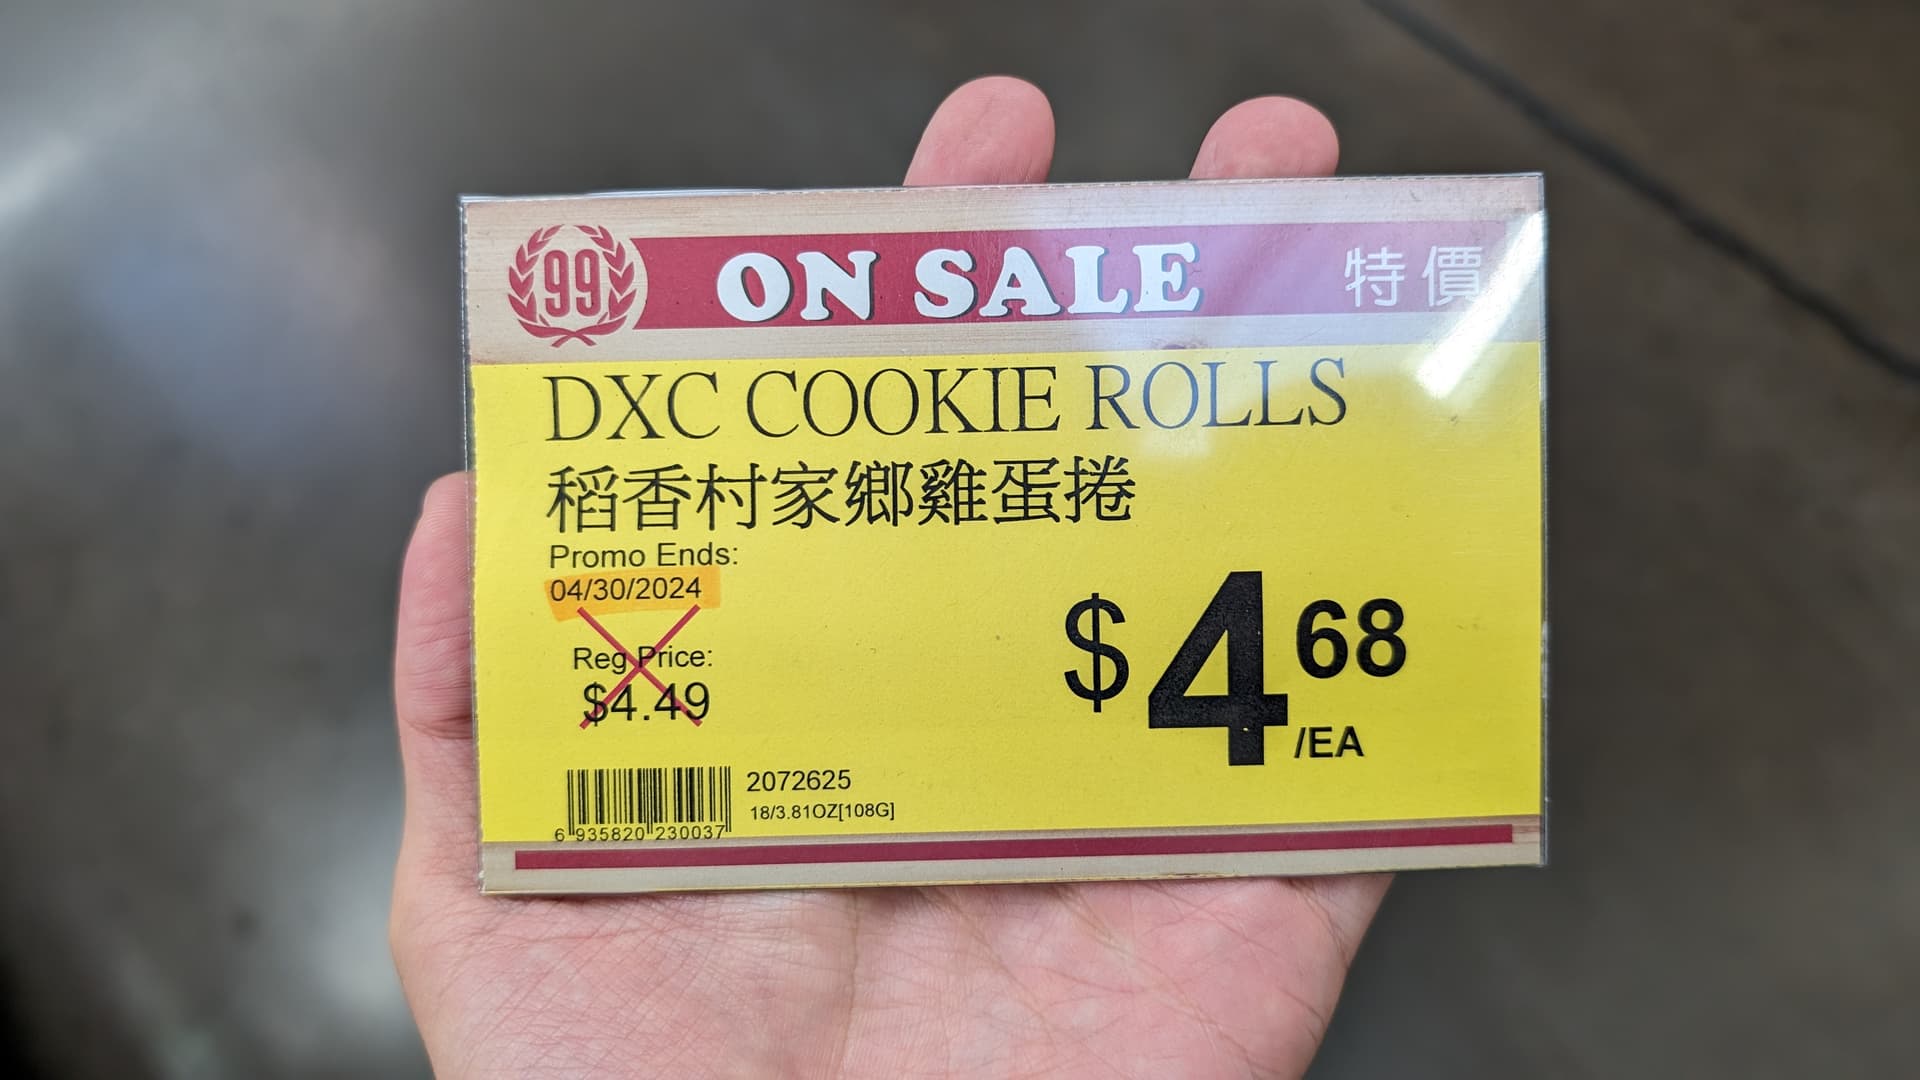 99
ON SALE 特價
DXC COOKIE ROLLS
稻香村家鄉雞蛋捲
Promo Ends:
04/30/2024
Reg Price:
$4.49
$4 68
/EA
2072625
18/3.81OZ[108G]
6 935820 230037